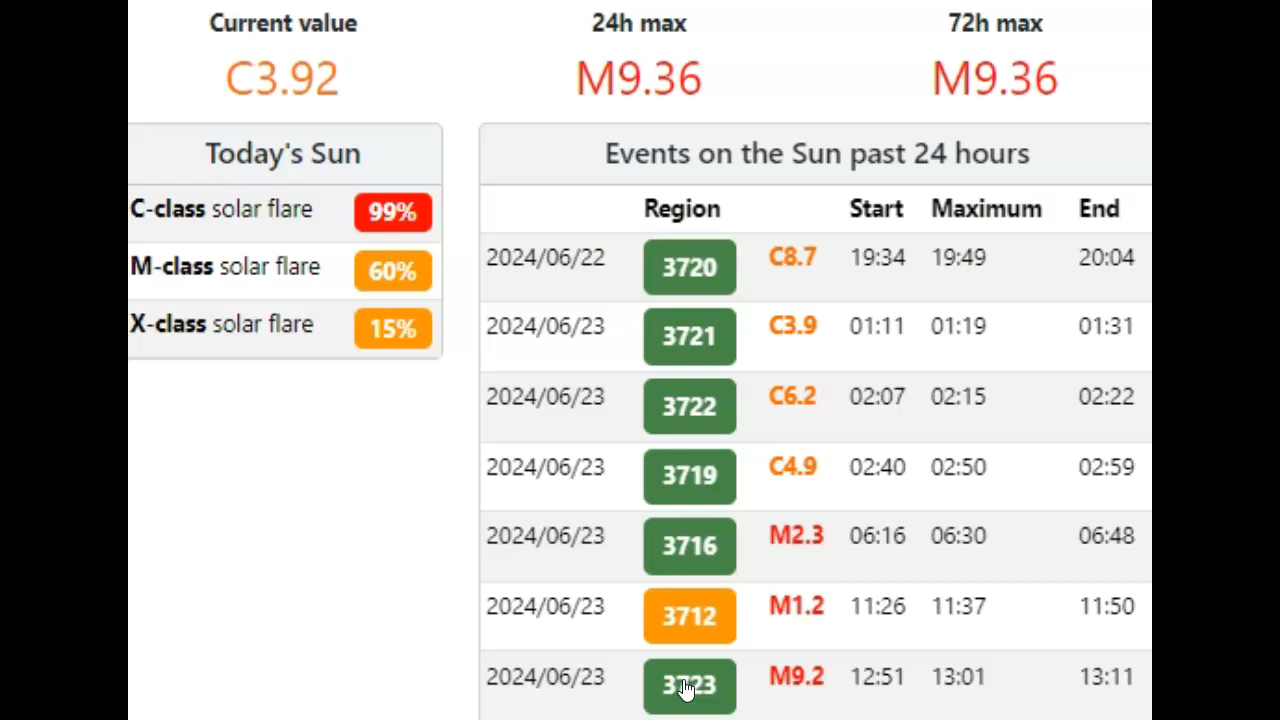 Current value 24h max 72h max
C3.92 M9.36 M9.36
Today's Sun
C-class solar flare 99%
M-class solar flare 60%
X-class solar flare 15%
Events on the Sun past 24 hours
Region Start Maximum End
2024/06/22 3720 C8.7 19:34 19:49 20:04
2024/06/23 3721 C3.9 01:11 01:19 01:31
2024/06/23 3722 C6.2 02:07 02:15 02:22
2024/06/23 3719 C4.9 02:40 02:50 02:59
2024/06/23 3716 M2.3 06:16 06:30 06:48
2024/06/23 3712 M1.2 11:26 11:37 11:50
2024/06/23 3723 M9.2 12:51 13:01 13:11